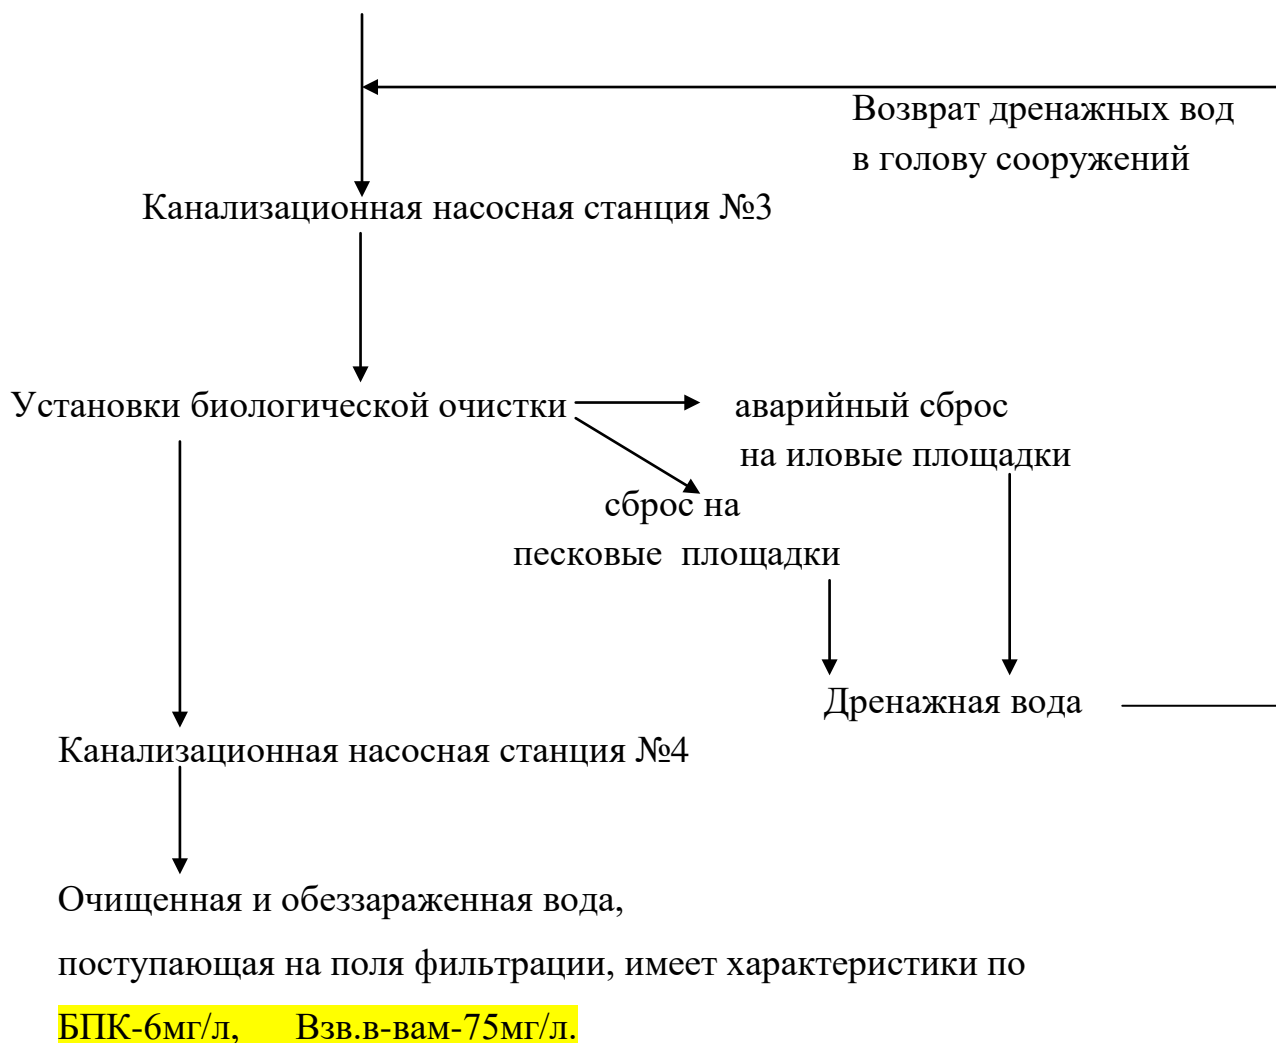 Возврат дренажных вод
в голову сооружений
Канализационная насосная станция №3
Установки биологической очистки
аварийный сброс
на иловые площадки
сброс на
песковые площадки
Дренажная вода
Канализационная насосная станция №4
Очищенная и обеззараженная вода,
поступающая на поля фильтрации, имеет характеристики по
БПК-6мг/л, Взв.в-вам-75мг/л.